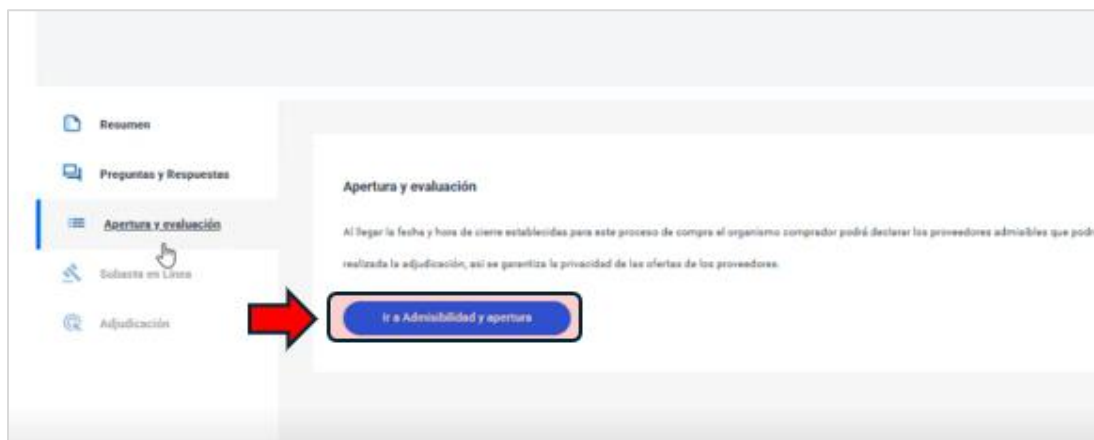 Resumen
Preguntas y Respuestas
Apertura y evaluación
Subasta en Línea
Adjudicación
Apertura y evaluación
Al llegar la fecha y hora de cierre establecidas para este proceso de compra el organismo comprador podrá declarar los proveedores admisibles que podr
realizada la adjudicación, así se garantiza la privacidad de las ofertas de los proveedores.
Ir a Admisibilidad y apertura